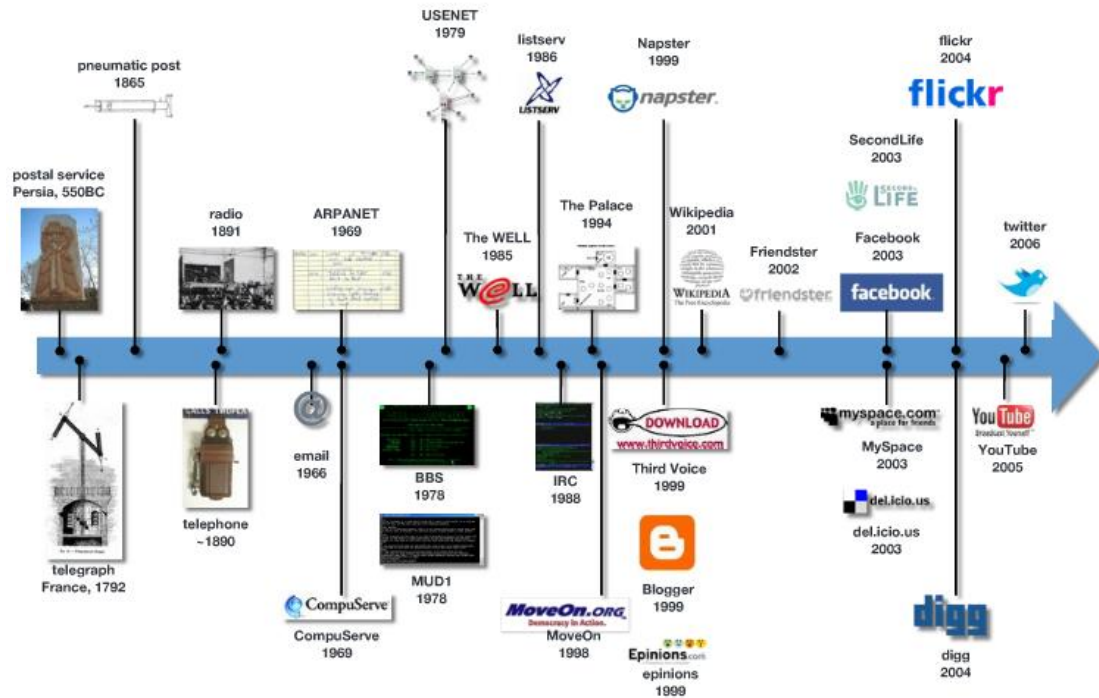 USENET
1979
listserv
1986
LISTSERV
Napster
1999
napster.
flickr
2004
flickr
pneumatic post
1865
postal service
Persia, 550BC
radio
1891
ARPANET
1969
The WELL
1985
THE
WELL
The Palace
1994
Wikipedia
2001
WIKIPEDIA
The Free Encyclopedia
Friendster
2002
friendster.
SecondLife
2003
SECOND
LIFE
Facebook
2003
facebook
twitter
2006
telegraph
France, 1792
telephone
~1890
email
1966
CompuServe
CompuServe
1969
BBS
1978
MUD1
1978
IRC
1988
MoveOn.ORG
Democracy in Action.
MoveOn
1998
DOWNLOAD
www.thirdvoice.com
Third Voice
1999
Blogger
1999
Epinions.com
epinions
1999
myspace.com
a place for friends
MySpace
2003
del.icio.us
del.icio.us
2003
digg
digg
2004
YouTube
Broadcast Yourself
YouTube
2005